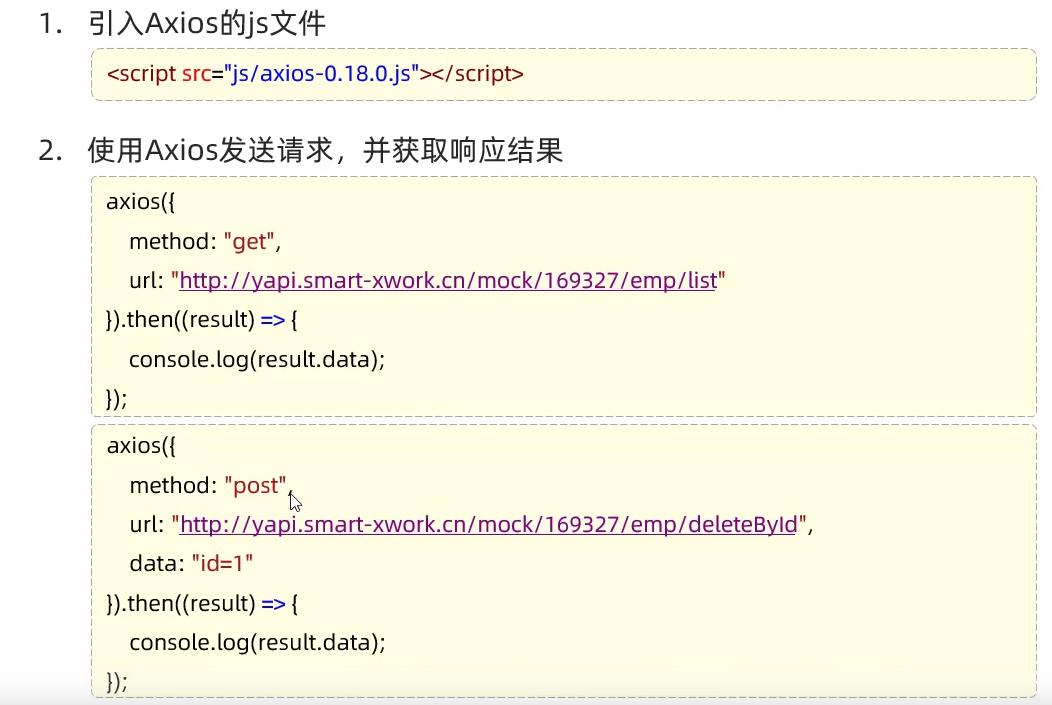 1. 引入Axios的js文件
<script src="js/axios-0.18.0.js"></script>
2. 使用Axios发送请求，并获取响应结果
axios({
method: "get",
url: "http://yapi.smart-xwork.cn/mock/169327/emp/list"
}).then((result) => {
console.log(result.data);
});
axios({
method: "post",
url: "http://yapi.smart-xwork.cn/mock/169327/emp/deleteById",
data: "id=1"
}).then((result) => {
console.log(result.data);
});